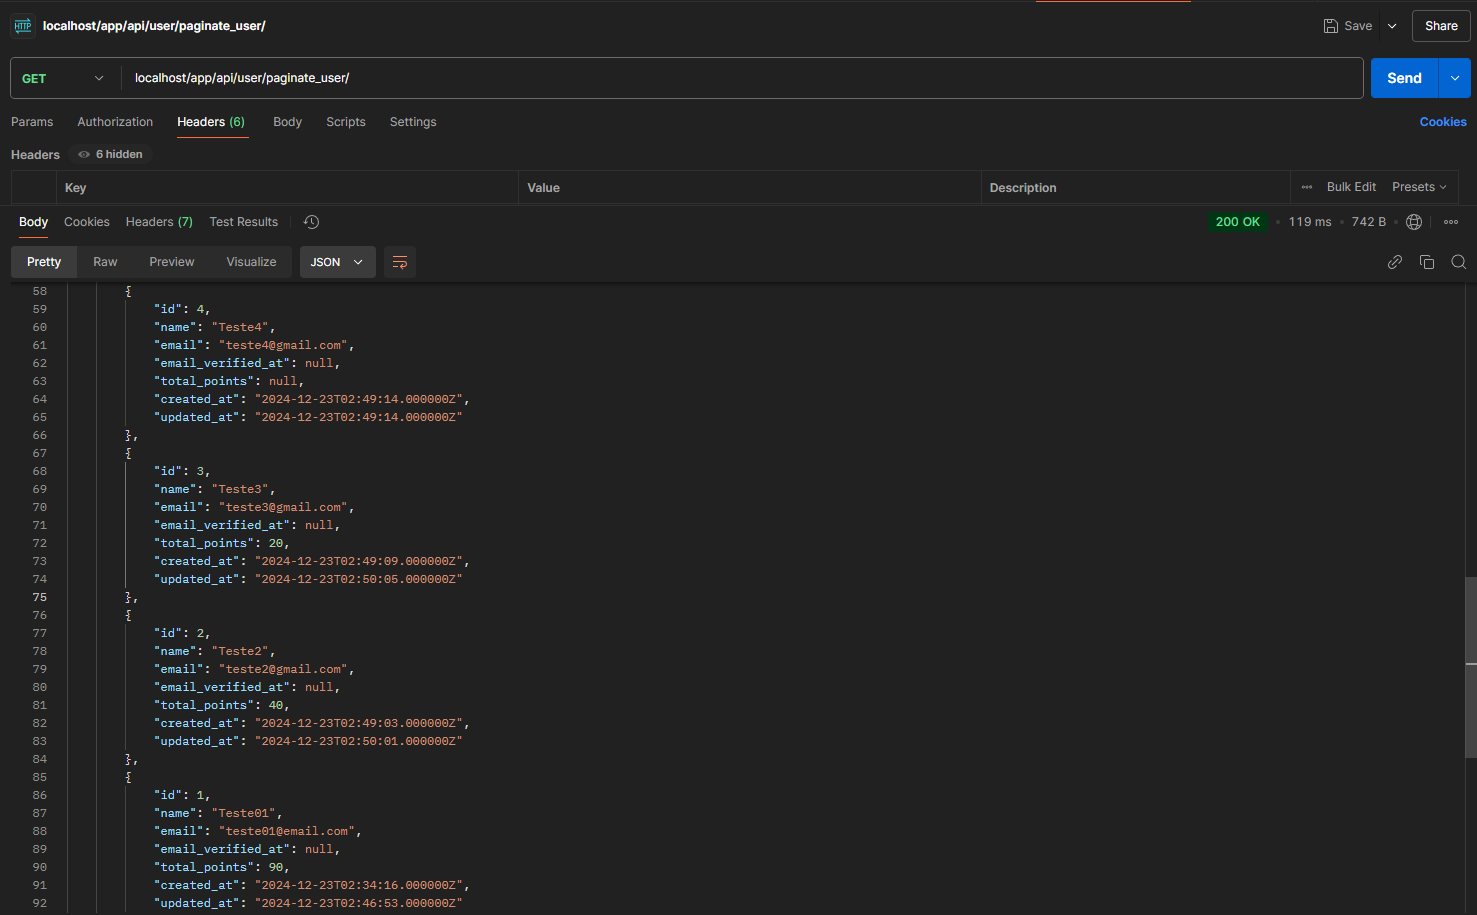 HTTP localhost/app/api/user/paginate_user/ Save Share
GET localhost/app/api/user/paginate_user/ Send
Params Authorization Headers (6) Body Scripts Settings Cookies
Headers 6 hidden
Key Value Description Bulk Edit Presets
Body Cookies Headers (7) Test Results 200 OK • 119 ms • 742 B
Pretty Raw Preview Visualize JSON
58 {
59 "id": 4,
60 "name": "Teste4",
61 "email": "teste4@gmail.com",
62 "email_verified_at": null,
63 "total_points": null,
64 "created_at": "2024-12-23T02:49:14.000000Z",
65 "updated_at": "2024-12-23T02:49:14.000000Z"
66 },
67 {
68 "id": 3,
69 "name": "Teste3",
70 "email": "teste3@gmail.com",
71 "email_verified_at": null,
72 "total_points": 20,
73 "created_at": "2024-12-23T02:49:09.000000Z",
74 "updated_at": "2024-12-23T02:50:05.000000Z"
75 },
76 {
77 "id": 2,
78 "name": "Teste2",
79 "email": "teste2@gmail.com",
80 "email_verified_at": null,
81 "total_points": 40,
82 "created_at": "2024-12-23T02:49:03.000000Z",
83 "updated_at": "2024-12-23T02:50:01.000000Z"
84 },
85 {
86 "id": 1,
87 "name": "Teste01",
88 "email": "teste01@email.com",
89 "email_verified_at": null,
90 "total_points": 90,
91 "created_at": "2024-12-23T02:34:16.000000Z",
92 "updated_at": "2024-12-23T02:46:53.000000Z"